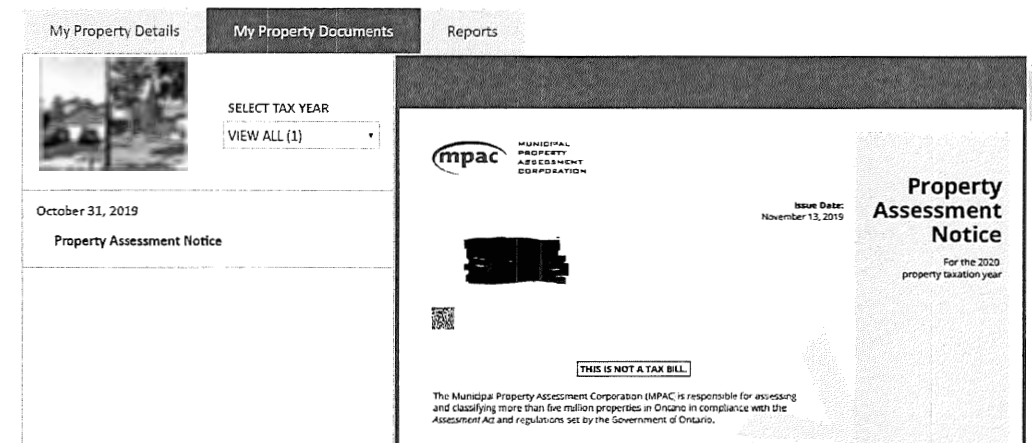 My Property Details
My Property Documents
Reports
SELECT TAX YEAR
VIEW ALL (1)
October 31, 2019
Property Assessment Notice
mpac
MUNICIPAL
PROPERTY
ASSESSMENT
CORPORATION
Issue Date:
November 13, 2019
Property
Assessment
Notice
For the 2020
property taxation year
THIS IS NOT A TAX BILL.
The Municipal Property Assessment Corporation (MPAC) is responsible for assessing
and classifying more than five million properties in Ontario in compliance with the
Assessment Act and regulations set by the Government of Ontario.